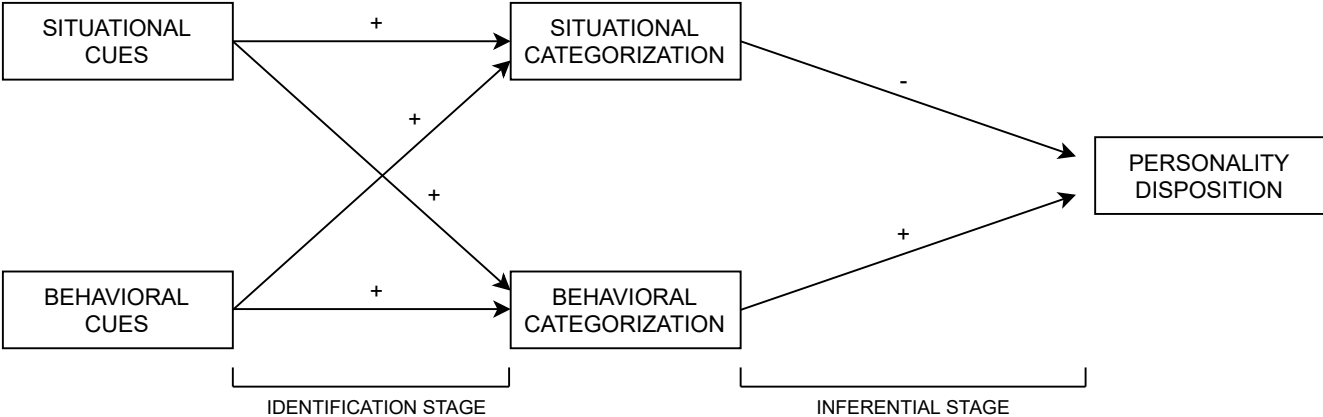 SITUATIONAL
CUES
+
SITUATIONAL
CATEGORIZATION
-
+
PERSONALITY
DISPOSITION
+
+
BEHAVIORAL
CUES
+
BEHAVIORAL
CATEGORIZATION
IDENTIFICATION STAGE
INFERENTIAL STAGE